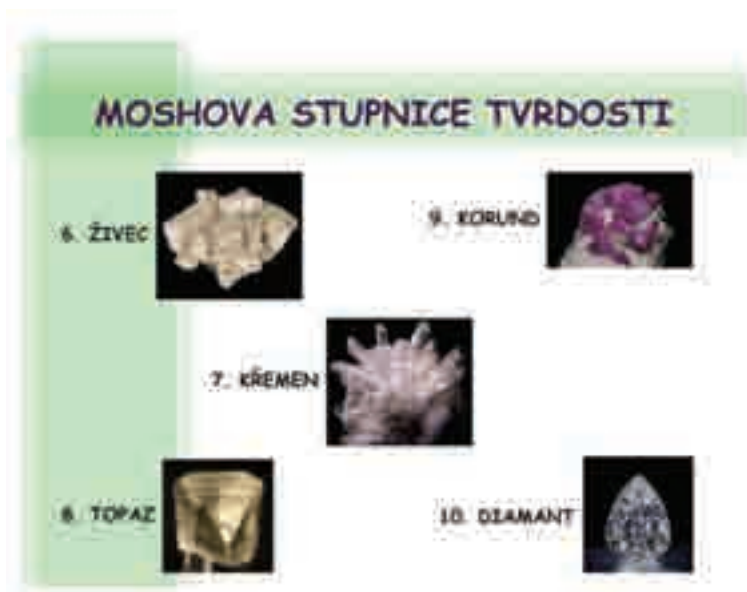 MOSHOVA STUPNICE TVRDOSTI
6. ŽIVEC
9. KORUND
7. KŘEMEN
8. TOPAZ
10. DIAMANT